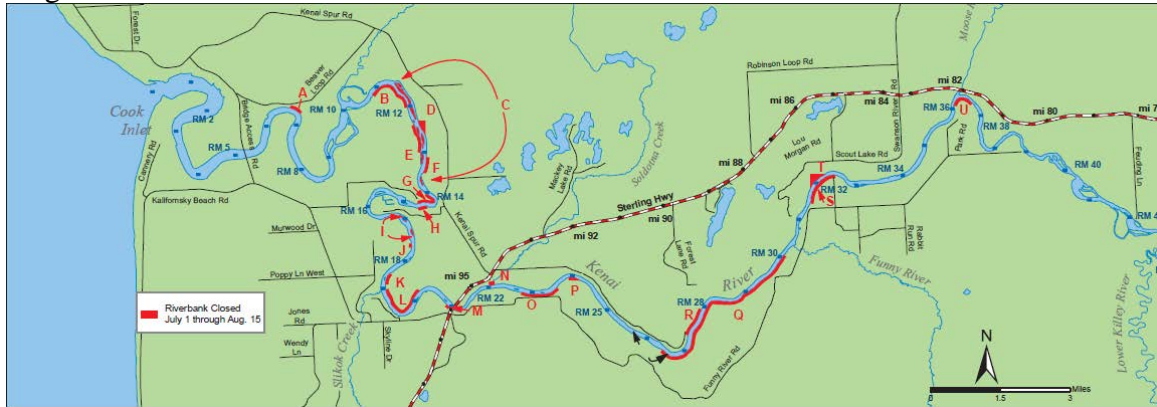 Forest Dr
Kenai Spur Rd
Beaver
Loop Rd
Cook
Inlet
Cannery Rd
Bridge Access Rd
Kalifornsky Beach Rd
Murwood Dr
Poppy Ln West
Jones
Rd
Wendy
Ln
Slikok Creek
Skyline Dr
Kenai Spur Rd
RM 2
RM 5
RM 8
RM 10
RM 12
RM 14
RM 16
RM 18
RM 22
RM 25
RM 28
RM 30
RM 32
RM 34
RM 36
RM 38
RM 40
A
B
C
D
E
F
G
H
I
J
K
L
M
N
O
P
Q
R
S
U
Mackey
Lake Rd
Soldotna Creek
Sterling Hwy
mi 95
mi 92
mi 90
mi 88
mi 86
mi 84
mi 82
mi 80
Forest
Lane Rd
Kenai
River
Funny River Rd
Robinson Loop Rd
Lou
Morgan Rd
Swanson River Rd
Scout Lake Rd
Park Rd
Rabbit
Run Rd
Funny River
Feuding Ln
Lower Killey River
Riverbank Closed
July 1 through Aug. 15
N
Miles
0
1.5
3